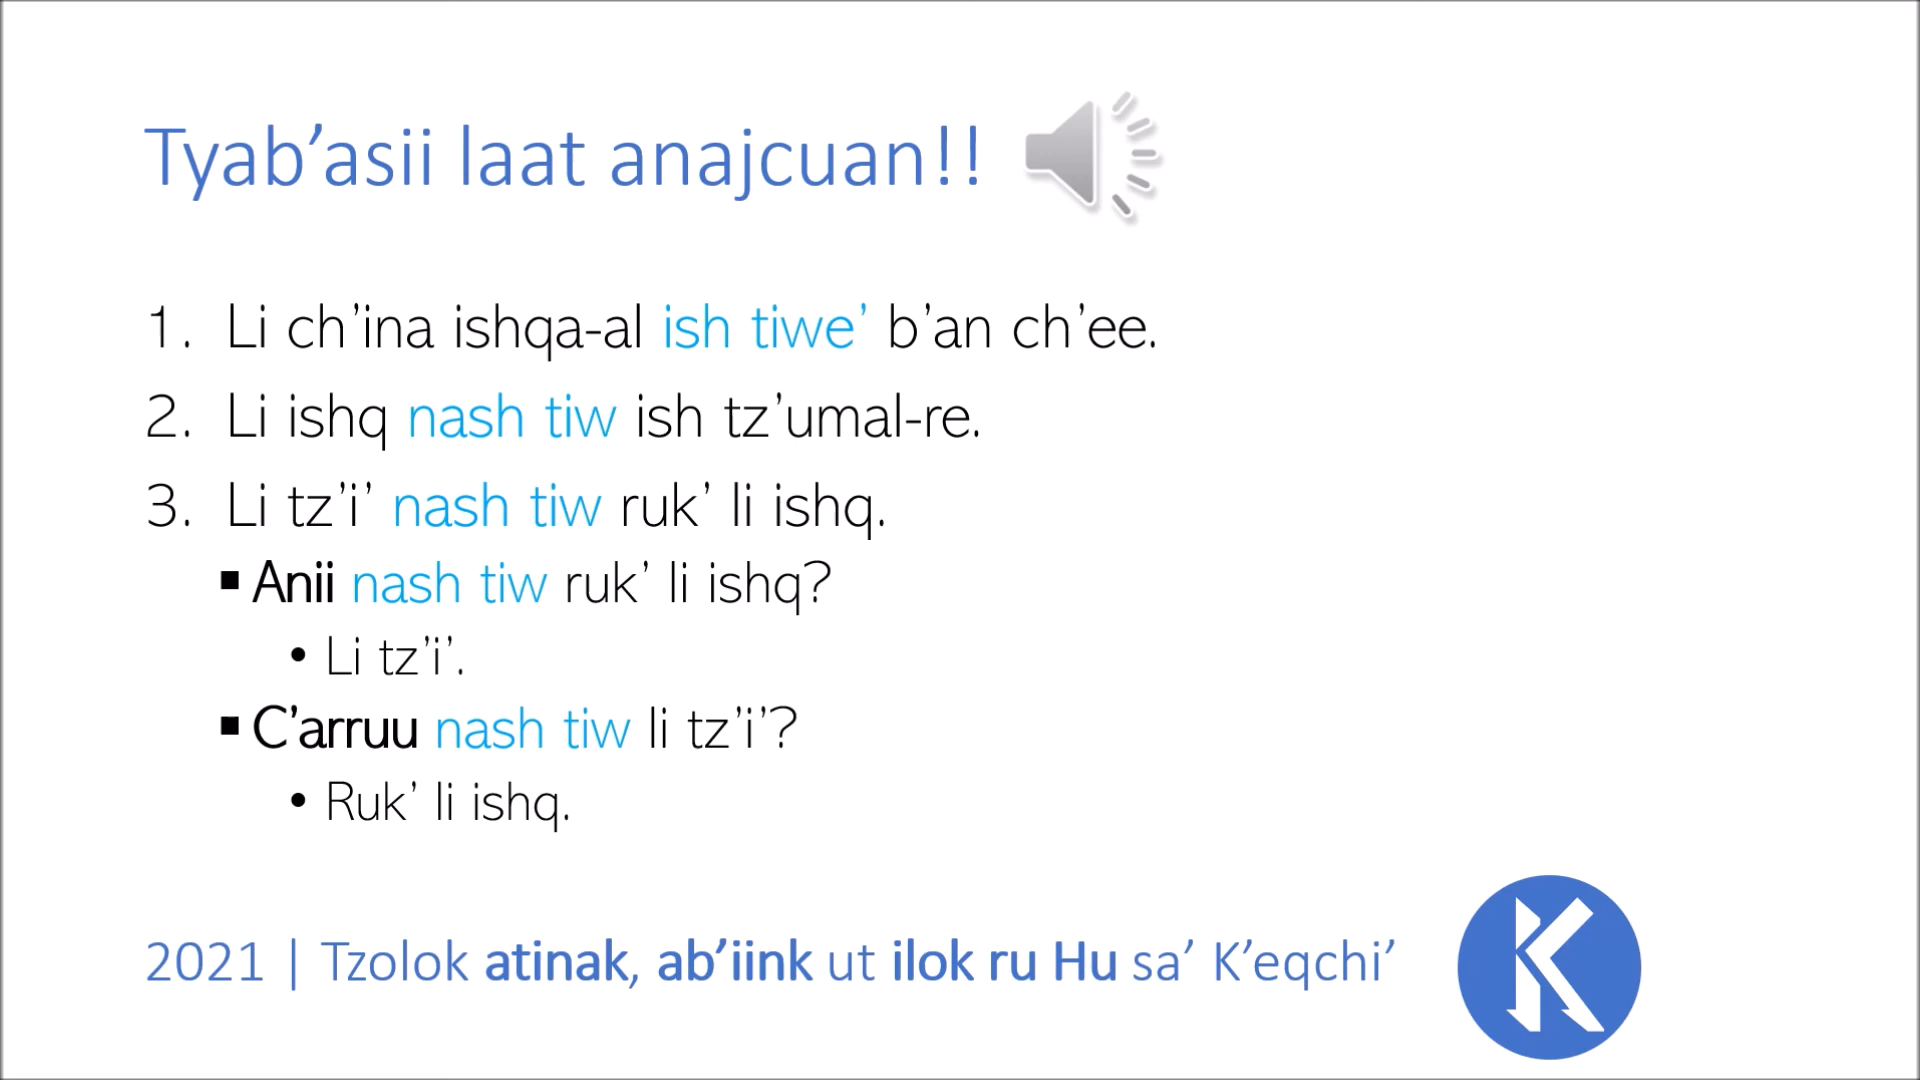 Tyab’asii laat anajcuan!!
1. Li ch’ina ishqa-al ish tiwe’ b’an ch’ee.
2. Li ishq nash tiw ish tz’umal-re.
3. Li tz’i’ nash tiw ruk’ li ishq.
▪ Anii nash tiw ruk’ li ishq?
• Li tz’i’.
▪ C’arruu nash tiw li tz’i’?
• Ruk’ li ishq.
2021 | Tzolok atinak, ab’iink ut ilok ru Hu sa’ K’eqchi’
K